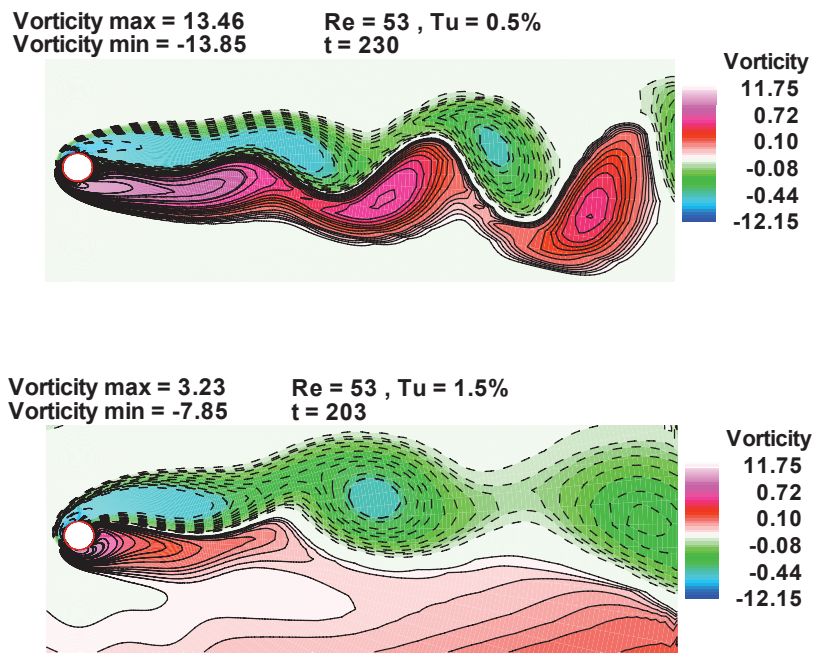 Vorticity max = 13.46 Re = 53 , Tu = 0.5%
Vorticity min = -13.85 t = 230
Vorticity
11.75
0.72
0.10
-0.08
-0.44
-12.15
Vorticity max = 3.23 Re = 53 , Tu = 1.5%
Vorticity min = -7.85 t = 203
Vorticity
11.75
0.72
0.10
-0.08
-0.44
-12.15